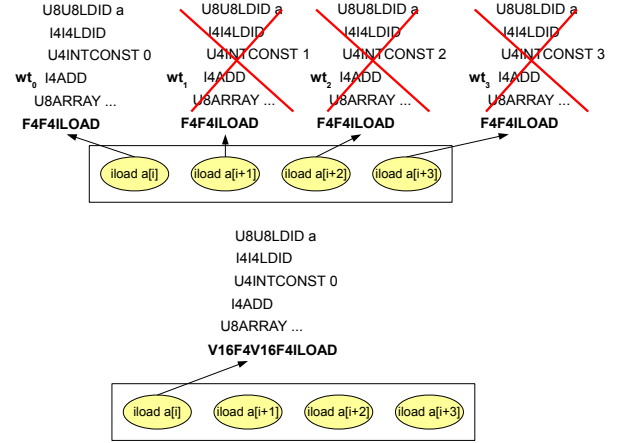 U8U8LDID a
I4I4LDID
U4INTCONST 0
wt0 I4ADD
U8ARRAY ...
F4F4ILOAD
U8U8LDID a
I4I4LDID
U4INTCONST 1
wt1 I4ADD
U8ARRAY ...
F4F4ILOAD
U8U8LDID a
I4I4LDID
U4INTCONST 2
wt2 I4ADD
U8ARRAY ...
F4F4ILOAD
U8U8LDID a
I4I4LDID
U4INTCONST 3
wt3 I4ADD
U8ARRAY ...
F4F4ILOAD
iload a[i] iload a[i+1] iload a[i+2] iload a[i+3]
U8U8LDID a
I4I4LDID
U4INTCONST 0
I4ADD
U8ARRAY ...
V16F4V16F4ILOAD
iload a[i] iload a[i+1] iload a[i+2] iload a[i+3]